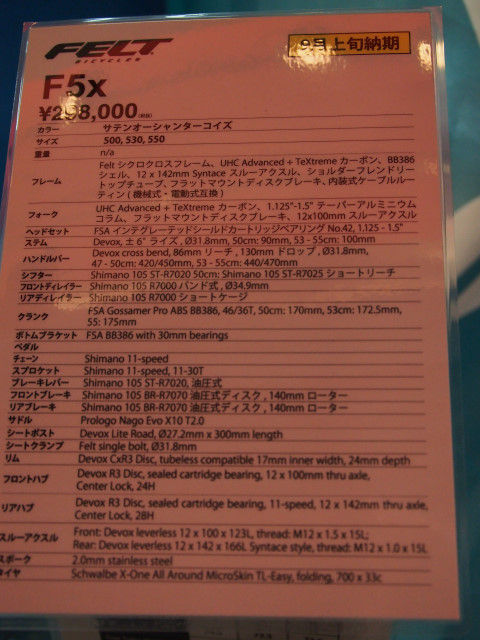 FELT
BICYCLES
9月上旬納期
F5x
¥298,000(税抜)
カラー サテンオーシャンターコイズ
サイズ 500, 530, 550
重量 n/a
Felt シクロクロスフレーム、UHC Advanced + TeXtreme カーボン、BB386
フレーム シェル、12 x 142mm Syntace スルーアクスル、ショルダーフレンドリー
トップチューブ、フラットマウントディスクブレーキ、内装式ケーブルルー
ティン ( 機械式・電動式互換 )
フォーク UHC Advanced + TeXtreme カーボン、1.125"-1.5" テーパーアルミニウム
コラム、フラットマウントディスクブレーキ、12x100mm スルーアクスル
ヘッドセット FSA インテグレーテッドシールドカートリッジベアリング No.42, 1.125 - 1.5"
ステム Devox, ± 6° ライズ , Ø31.8mm, 50cm: 90mm, 53 - 55cm: 100mm
ハンドルバー Devox cross bend, 86mm リーチ , 130mm ドロップ , Ø31.8mm,
47 - 50cm: 420/450mm, 53 - 55cm: 440/470mm
シフター Shimano 105 ST-R7020 50cm: Shimano 105 ST-R7025 ショートリーチ
フロントディレイラー Shimano 105 R7000 バンド式 , Ø34.9mm
リアディレイラー Shimano 105 R7000 ショートケージ
クランク FSA Gossamer Pro ABS BB386, 46/36T, 50cm: 170mm, 53cm: 172.5mm,
55: 175mm
ボトムブラケット FSA BB386 with 30mm bearings
ペダル
チェーン Shimano 11-speed
スプロケット Shimano 11-speed, 11-30T
ブレーキレバー Shimano 105 ST-R7020, 油圧式
フロントブレーキ Shimano 105 BR-R7070 油圧式ディスク , 140mm ローター
リアブレーキ Shimano 105 BR-R7070 油圧式ディスク , 140mm ローター
サドル Prologo Nago Evo X10 T2.0
シートポスト Devox Lite Road, Ø27.2mm x 300mm length
シートクランプ Felt single bolt, Ø31.8mm
リム Devox CxR3 Disc, tubeless compatible 17mm inner width, 24mm depth
フロントハブ Devox R3 Disc, sealed cartridge bearing, 12 x 100mm thru axle,
Center Lock, 24H
リアハブ Devox R3 Disc, sealed cartridge bearing, 11-speed, 12 x 142mm thru axle,
Center Lock, 28H
スルーアクスル Front: Devox leverless 12 x 100 x 123L, thread: M12 x 1.5 x 15L;
Rear: Devox leverless 12 x 142 x 166L Syntace style, thread: M12 x 1.0 x 15L
スポーク 2.0mm stainless steel
タイヤ Schwalbe X-One All Around MicroSkin TL-Easy, folding, 700 x 33c